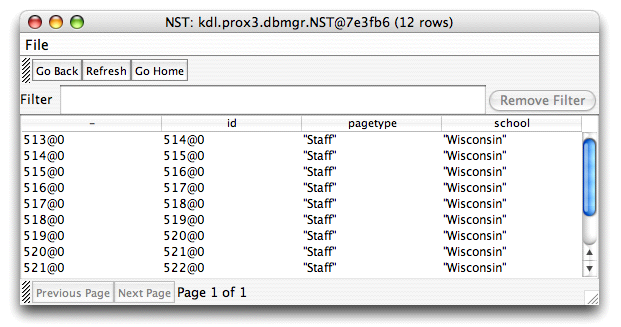 NST: kdl.prox3.dbmgr.NST@7e3fb6 (12 rows)
File
Go Back Refresh Go Home
Filter Remove Filter
– id pagetype school
513@0 514@0 "Staff" "Wisconsin"
514@0 515@0 "Staff" "Wisconsin"
515@0 516@0 "Staff" "Wisconsin"
516@0 517@0 "Staff" "Wisconsin"
517@0 518@0 "Staff" "Wisconsin"
518@0 519@0 "Staff" "Wisconsin"
519@0 520@0 "Staff" "Wisconsin"
520@0 521@0 "Staff" "Wisconsin"
521@0 522@0 "Staff" "Wisconsin"
Previous Page Next Page Page 1 of 1